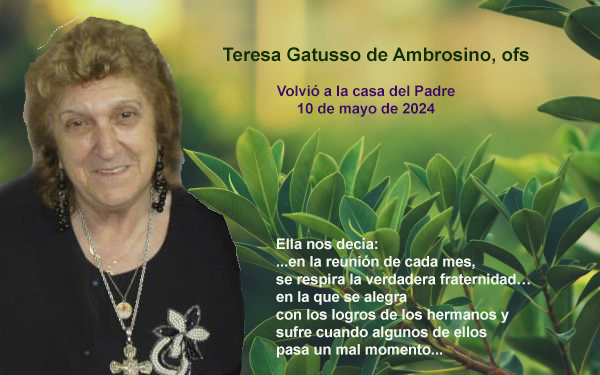 Teresa Gatusso de Ambrosino, ofs
Volvió a la casa del Padre
10 de mayo de 2024
Ella nos decía:
...en la reunión de cada mes,
se respira la verdadera fraternidad...
en la que se alegra
con los logros de los hermanos y
sufre cuando algunos de ellos
pasa un mal momento...